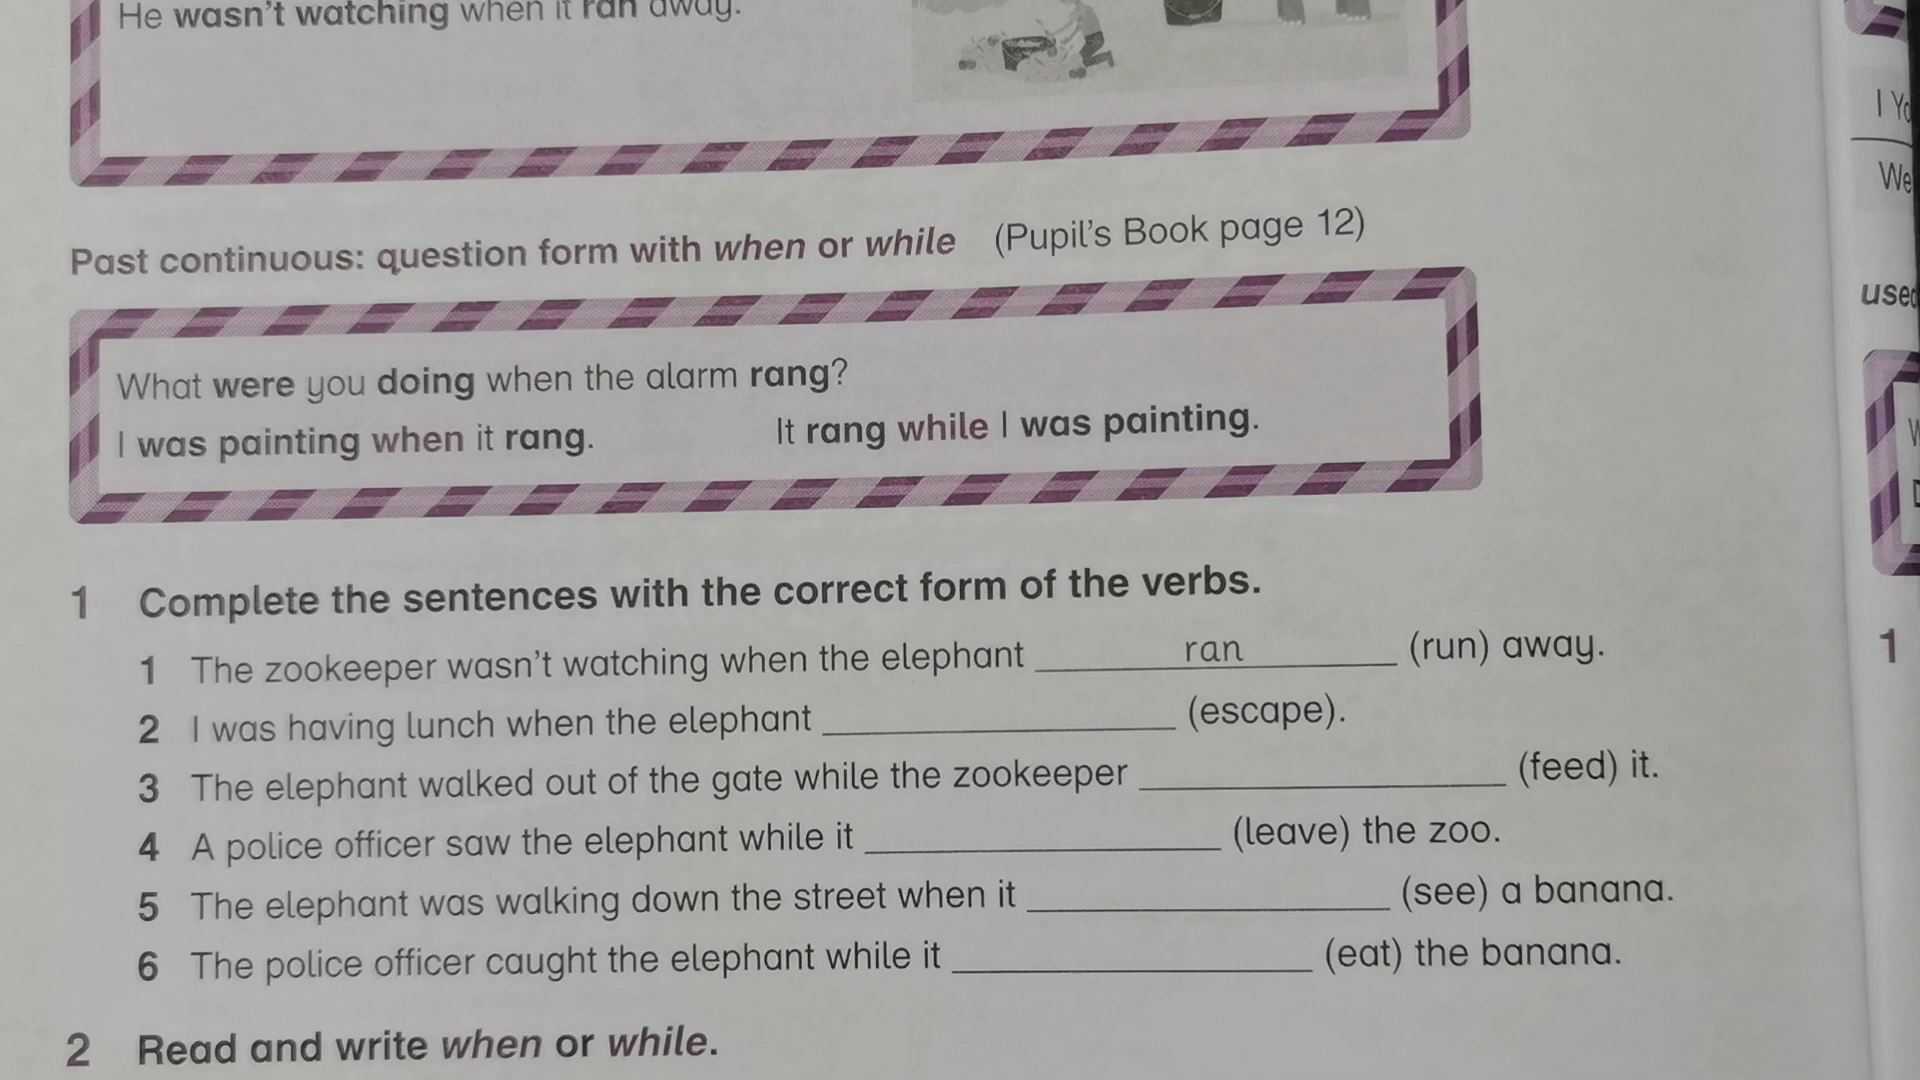 He wasn't watching when it ran away.
Past continuous: question form with when or while (Pupil's Book page 12)
What were you doing when the alarm rang?
I was painting when it rang. It rang while I was painting.
1 Complete the sentences with the correct form of the verbs.
1 The zookeeper wasn't watching when the elephant ran (run) away.
2 I was having lunch when the elephant ____________ (escape).
3 The elephant walked out of the gate while the zookeeper ____________ (feed) it.
4 A police officer saw the elephant while it ____________ (leave) the zoo.
5 The elephant was walking down the street when it ____________ (see) a banana.
6 The police officer caught the elephant while it ____________ (eat) the banana.
2 Read and write when or while.
I
We
1